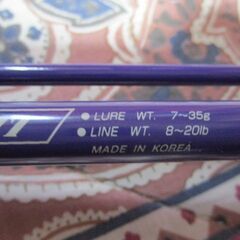 ● LURE WT. 7～35g
● LINE WT. 8～20lb
MADE IN KOREA